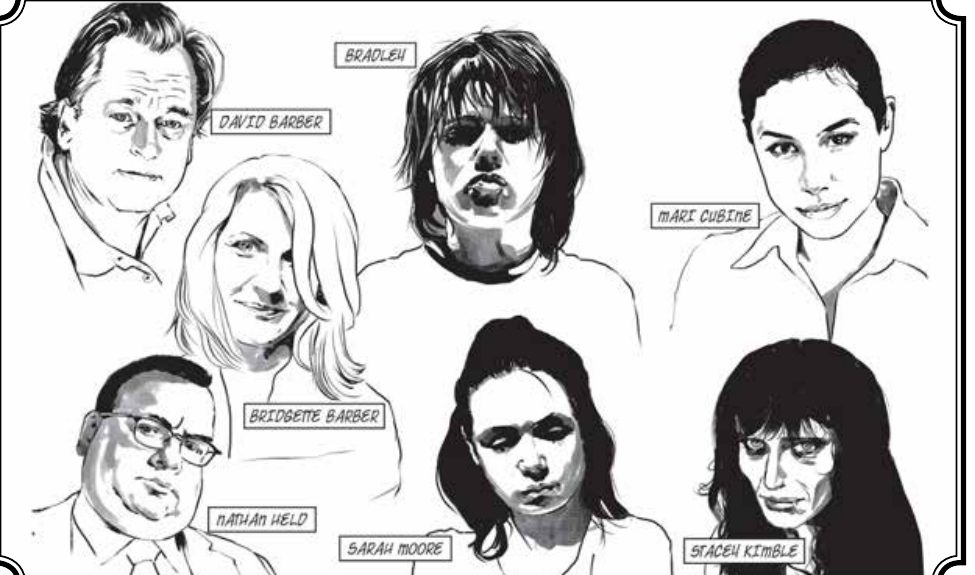 BRADLEY
DAVID BARBER
MARI CUBINE
BRIDGETTE BARBER
NATHAN HELD
SARAH MOORE
STACEY KIMBLE